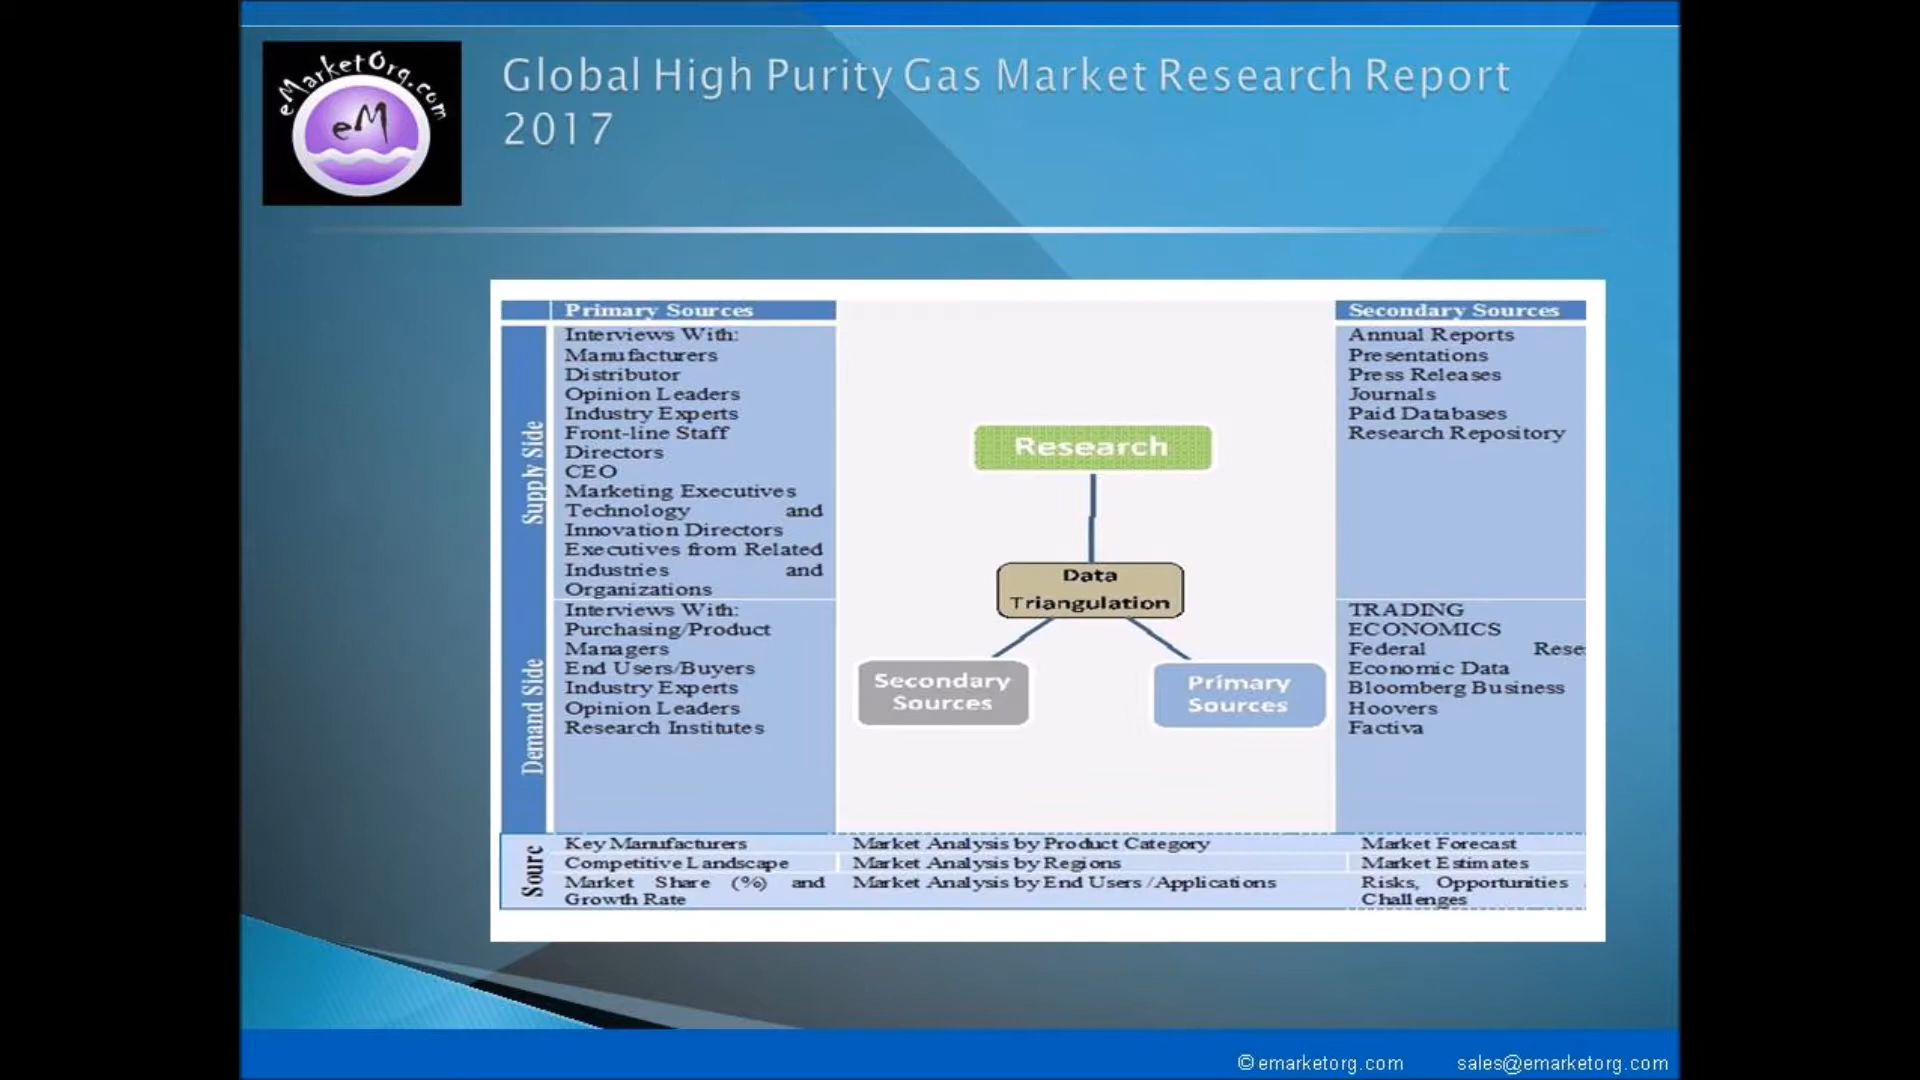 eMarketOrg.com
eM
Global High Purity Gas Market Research Report
2017
Primary Sources
Supply Side
Interviews With:
Manufacturers
Distributor
Opinion Leaders
Industry Experts
Front-line Staff
Directors
CEO
Marketing Executives
Technology and
Innovation Directors
Executives from Related
Industries and
Organizations
Demand Side
Interviews With:
Purchasing/Product
Managers
End Users/Buyers
Industry Experts
Opinion Leaders
Research Institutes
Research
Data
Triangulation
Secondary
Sources
Primary
Sources
Secondary Sources
Annual Reports
Presentations
Press Releases
Journals
Paid Databases
Research Repository
TRADING
ECONOMICS
Federal Rese
Economic Data
Bloomberg Business
Hoovers
Factiva
Sourc
Key Manufacturers
Competitive Landscape
Market Share (%) and
Growth Rate
Market Analysis by Product Category
Market Analysis by Regions
Market Analysis by End Users /Applications
Market Forecast
Market Estimates
Risks, Opportunities
Challenges
© emarketorg.com sales@emarketorg.com